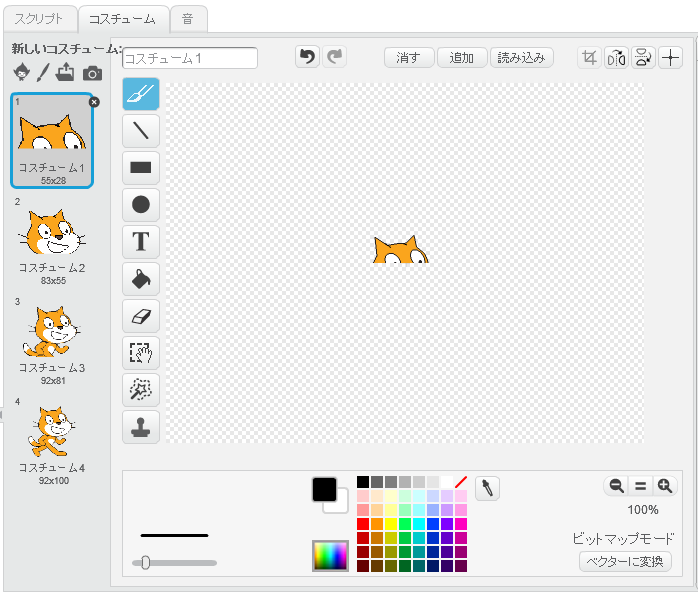 スクリプト コスチューム 音
新しいコスチューム:
コスチューム1
消す 追加 読み込み
1
コスチューム1
55x28
2
コスチューム2
83x55
3
コスチューム3
92x81
4
コスチューム4
92x100
T
100%
ビットマップモード
ベクターに変換